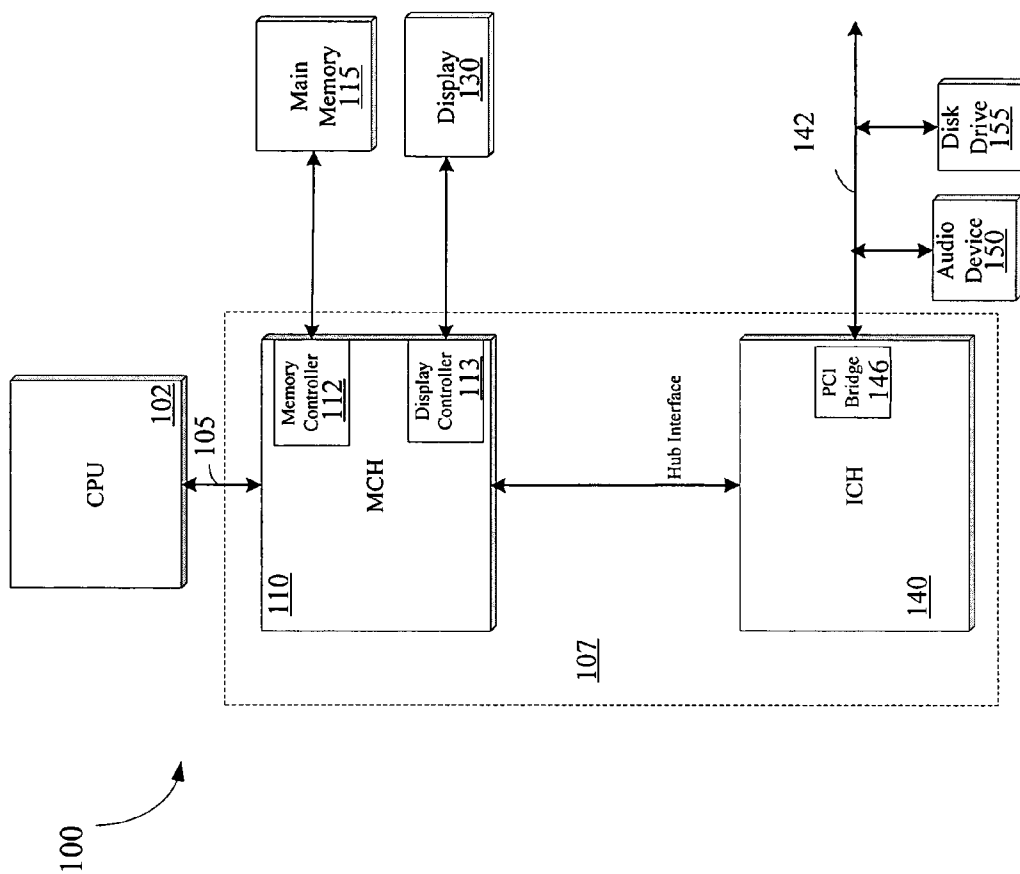 100
CPU
102
105
110
MCH
Memory
Controller
112
Display
Controller
113
Main
Memory
115
Display
130
107
Hub Interface
140
ICH
PCI
Bridge
146
142
Audio
Device
150
Disk
Drive
155